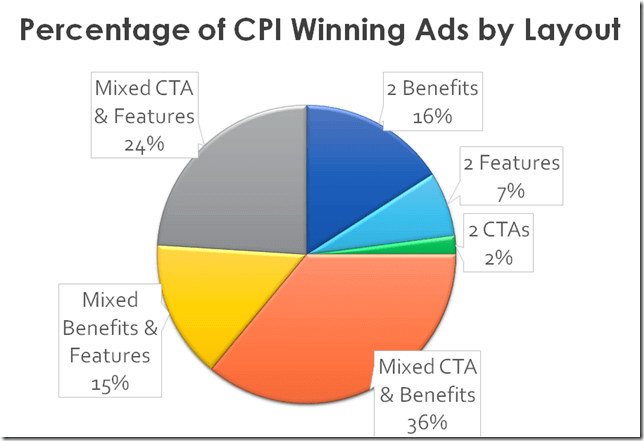 Percentage of CPI Winning Ads by Layout
Mixed CTA
& Features
24%
2 Benefits
16%
2 Features
7%
2 CTAs
2%
Mixed
Benefits &
Features
15%
Mixed CTA
& Benefits
36%